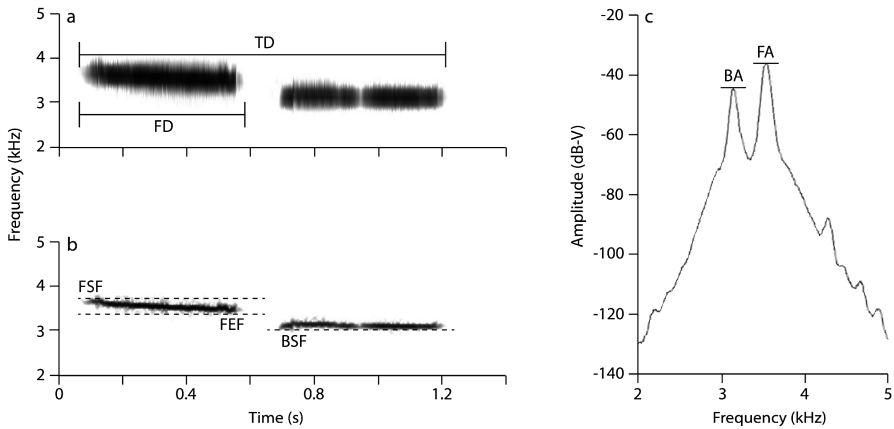 a
TD
FD
5
4
3
2
Frequency (kHz)
b
FSF
FEF
BSF
5
4
3
2
0
0.4
0.8
1.2
Time (s)
c
BA
FA
-20
-40
-60
-80
-100
-120
-140
Amplitude (dB-V)
2
3
4
5
Frequency (kHz)